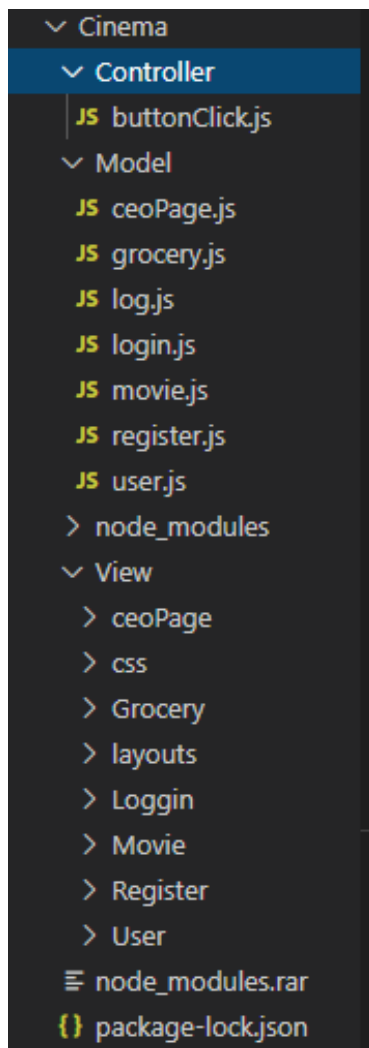 Cinema
Controller
JS buttonClick.js
Model
JS ceoPage.js
JS grocery.js
JS log.js
JS login.js
JS movie.js
JS register.js
JS user.js
node_modules
View
ceoPage
css
Grocery
layouts
Loggin
Movie
Register
User
node_modules.rar
{} package-lock.json